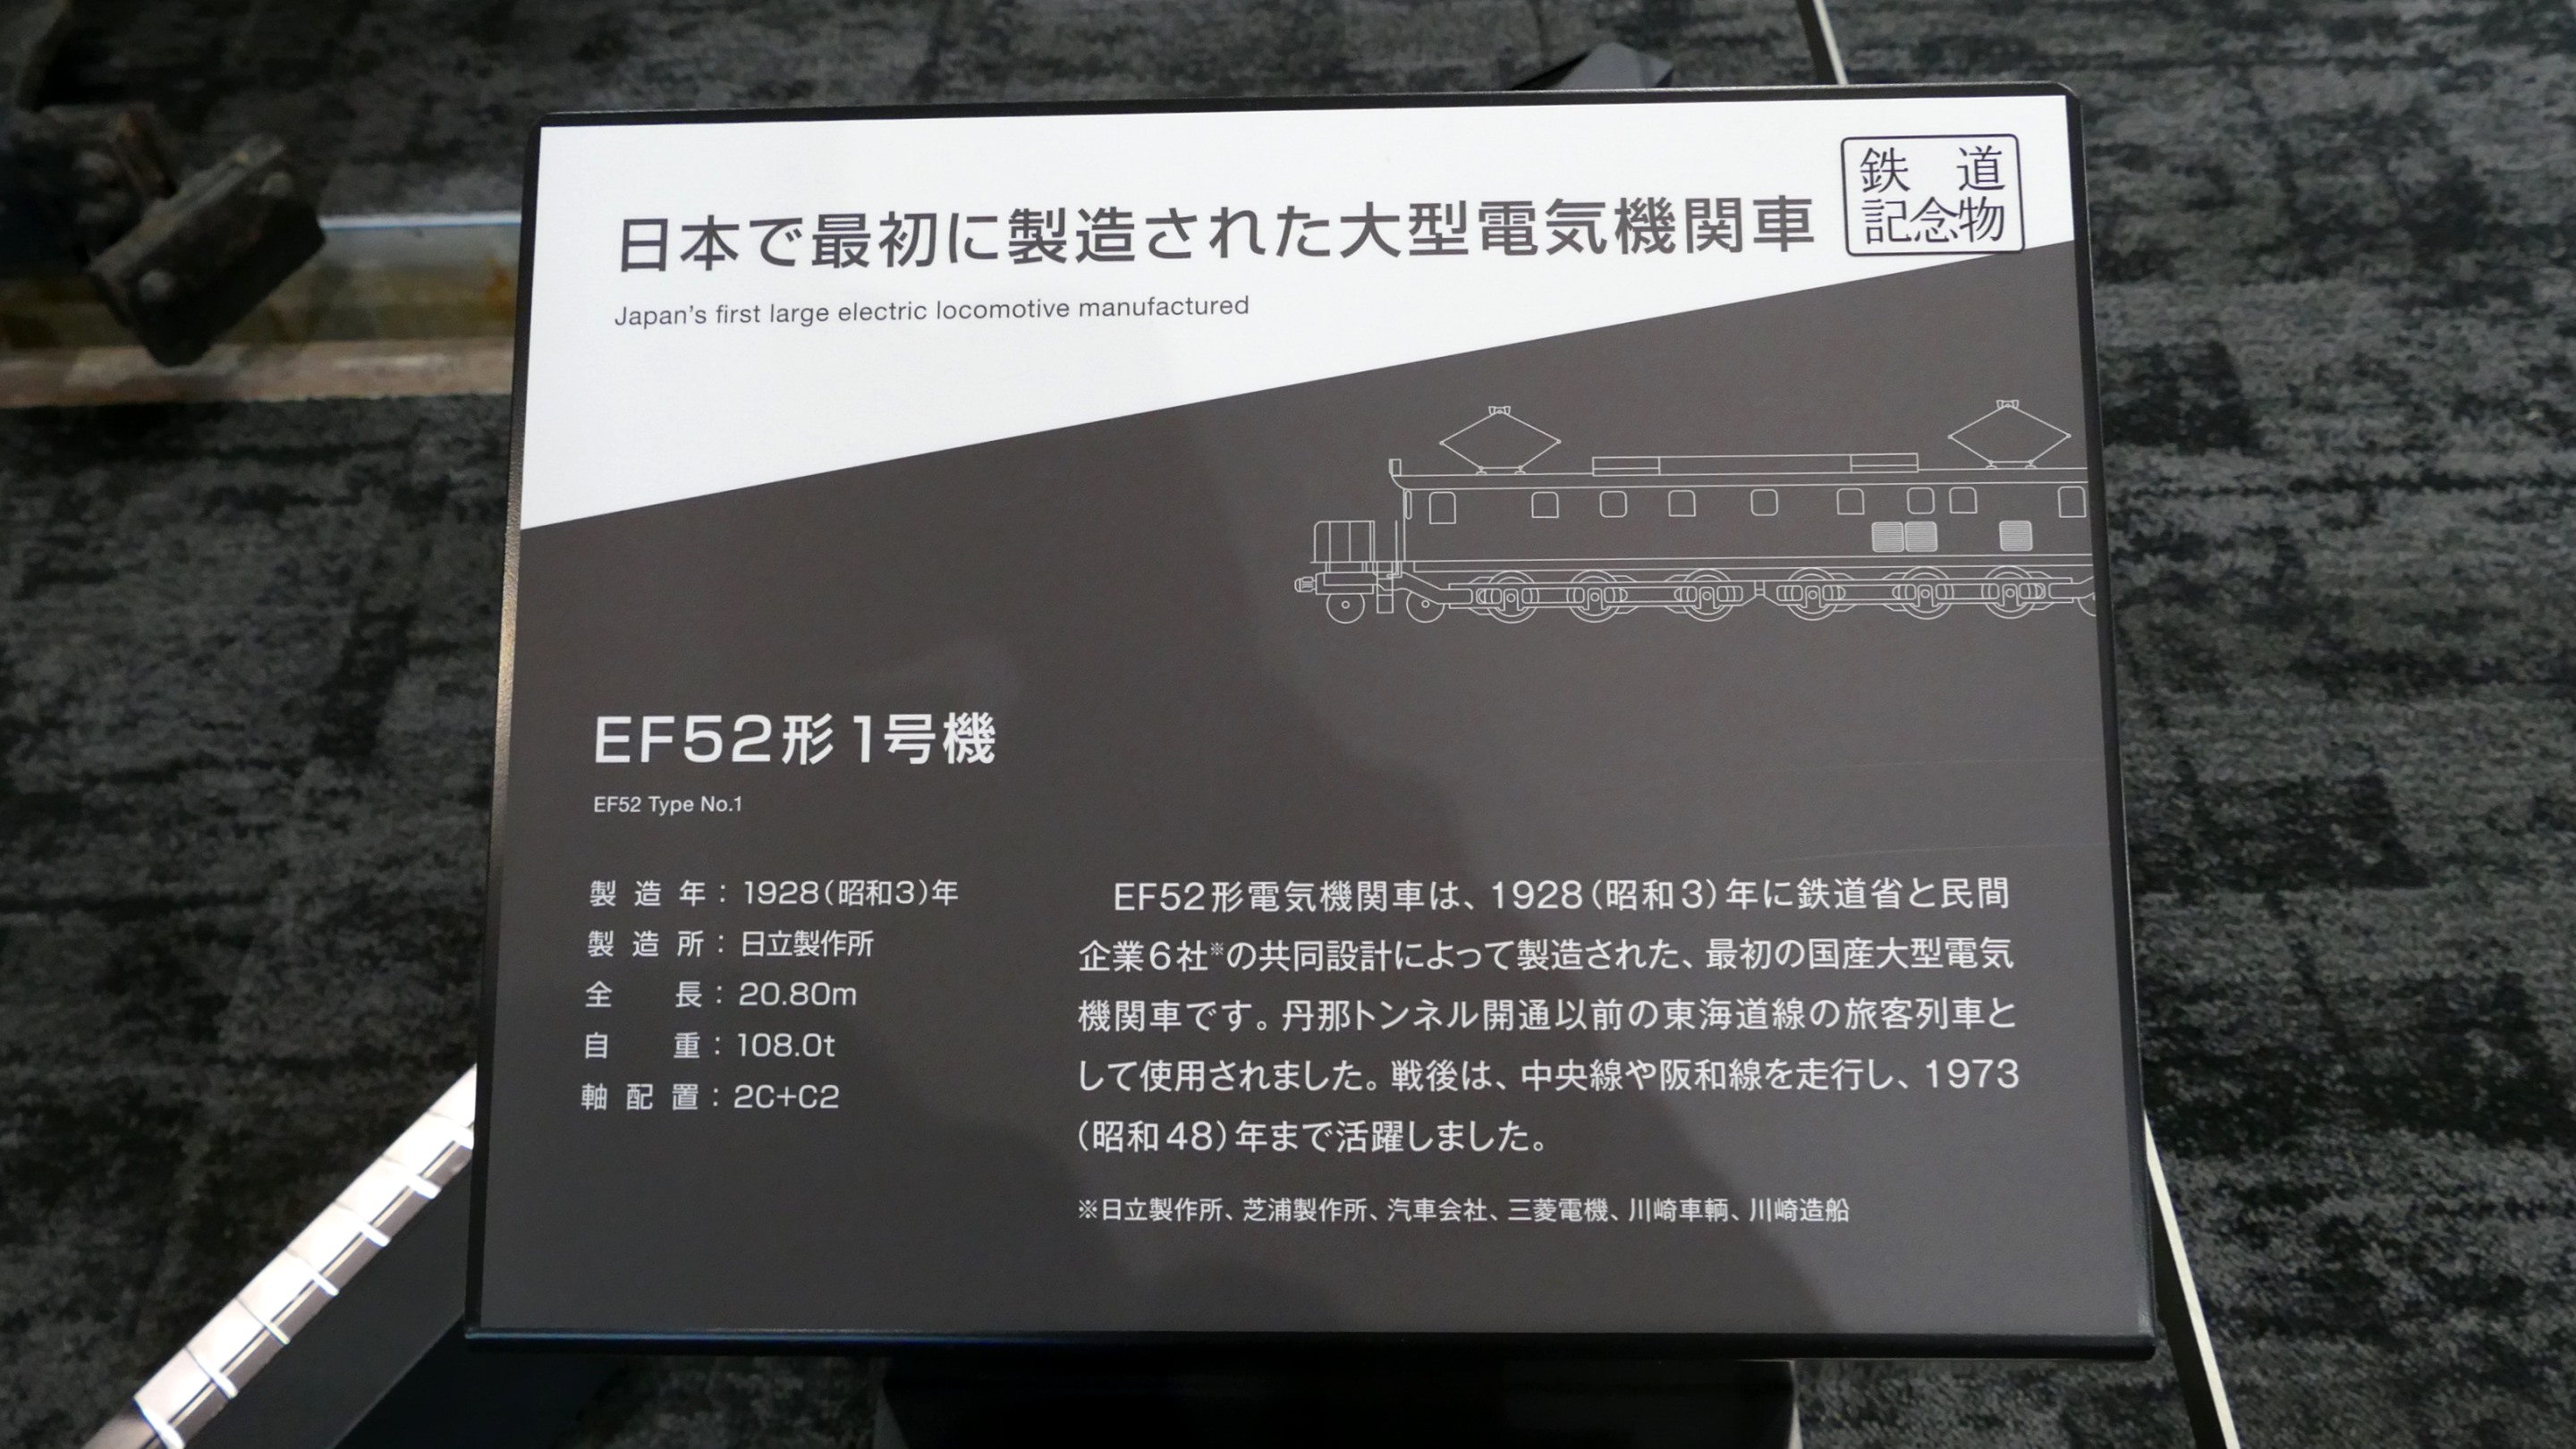 日本で最初に製造された大型電気機関車
鉄道
記念物
Japan's first large electric locomotive manufactured
EF52形 1号機
EF52 Type No.1
製造年：1928（昭和3）年
製造所：日立製作所
全長：20.80m
自重：108.0t
軸配置：2C+C2
EF52形電気機関車は、1928（昭和3）年に鉄道省と民間
企業6社※の共同設計によって製造された、最初の国産大型電気
機関車です。丹那トンネル開通以前の東海道線の旅客列車と
して使用されました。戦後は、中央線や阪和線を走行し、1973
（昭和48）年まで活躍しました。
※日立製作所、芝浦製作所、汽車会社、三菱電機、川崎車輌、川崎造船